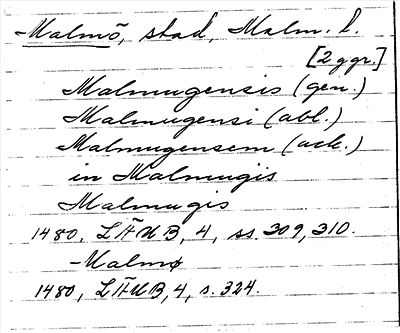 Malmö, stad, Malm. l.
[2 ggr.]
Malmugensis (gen.)
Malmugensi (abl.)
Malmugensem (ack.)
in Malmugis
Malmugis
1480, LÄUB, 4, ss. 309, 310.
Malmø
1480, LÄUB, 4, s. 324.